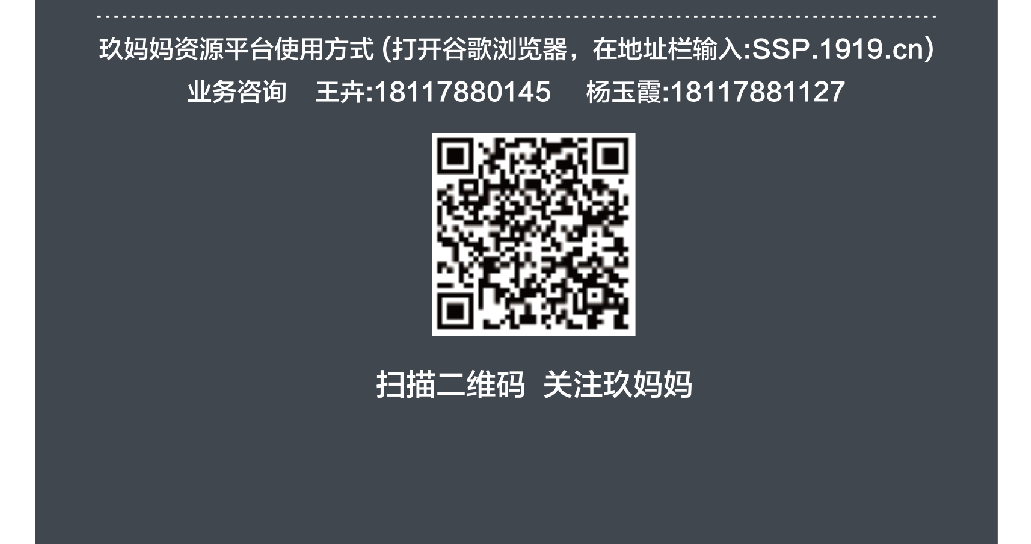 玖妈妈资源平台使用方式 (打开谷歌浏览器，在地址栏输入:SSP.1919.cn)
业务咨询 王卉:18117880145 杨玉霞:18117881127
扫描二维码 关注玖妈妈